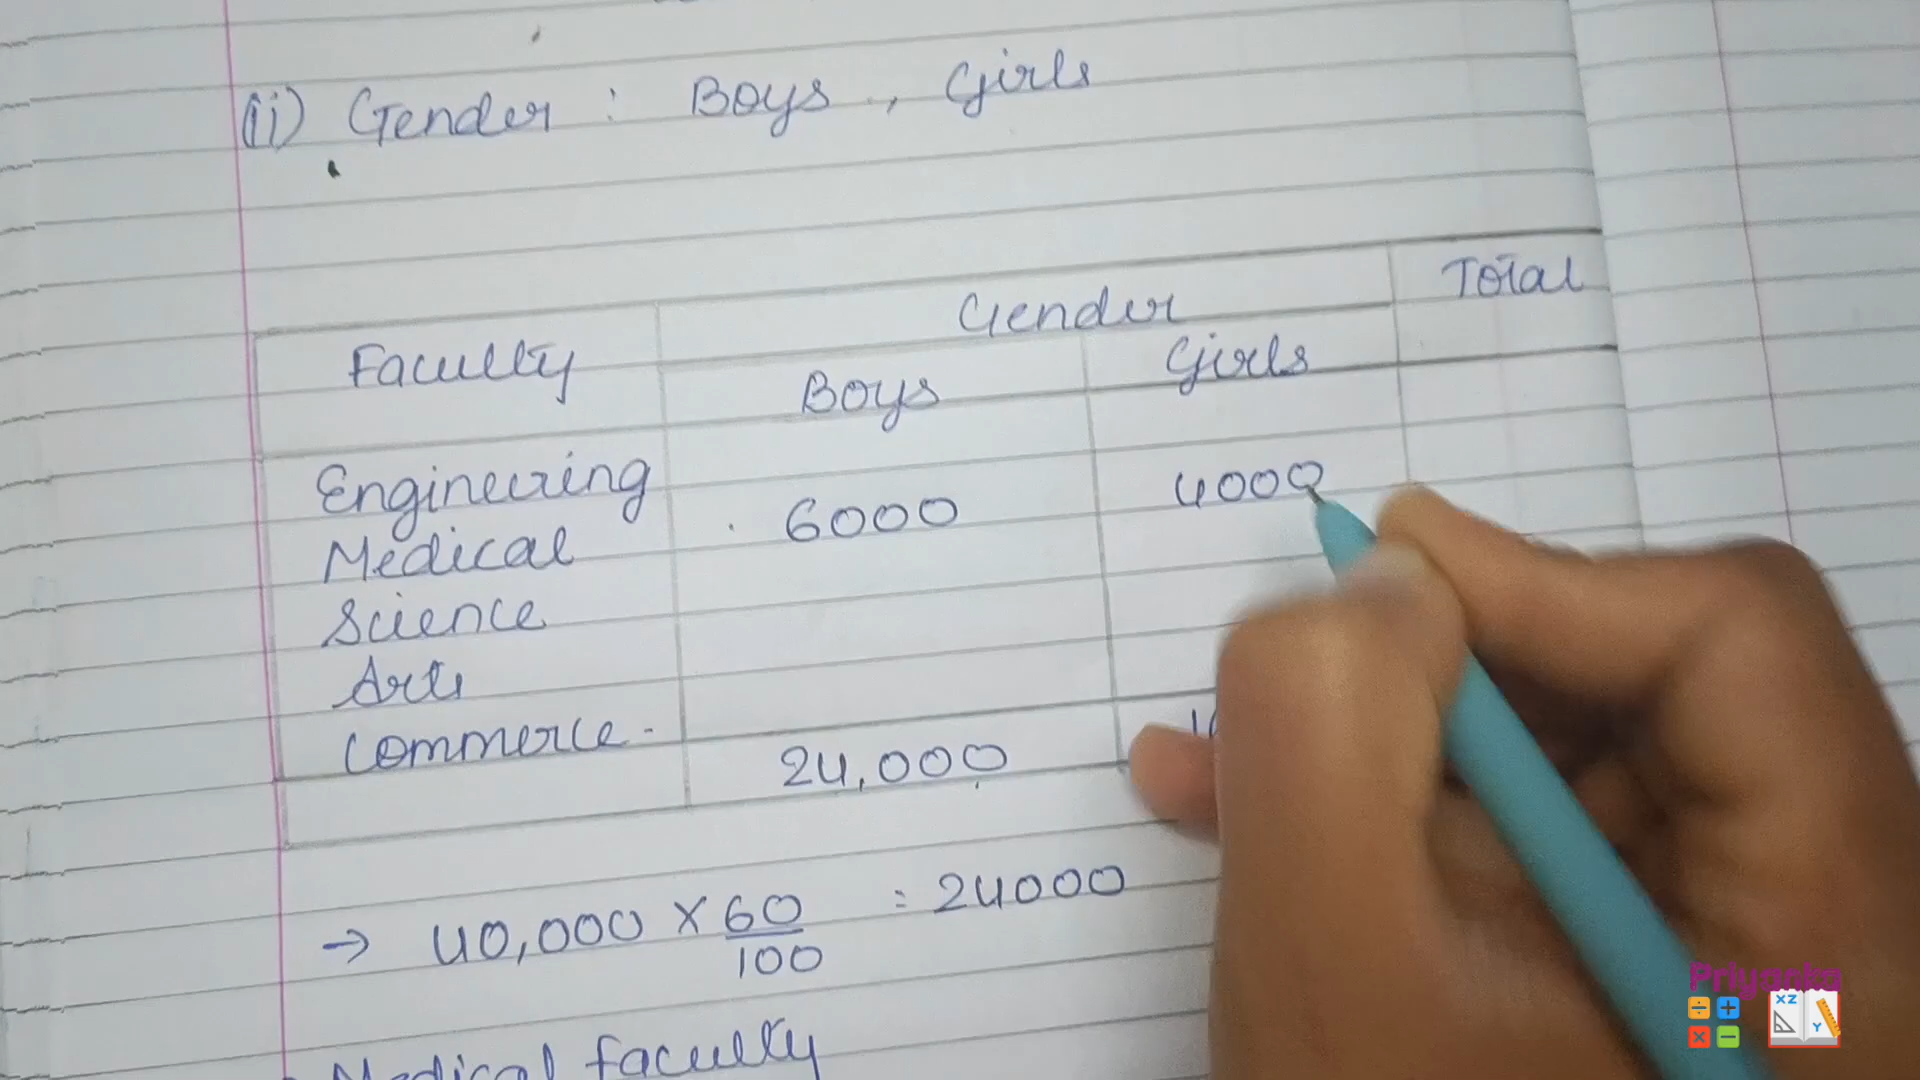 (ii) Gender : Boys , Girls
Faculty Gender Total
Boys Girls
Engineering 6000 4000
Medical
Science
Arts
Commerce.
24,000
→ 40,000 × 60/100 = 24000
Medical faculty
Priyanka